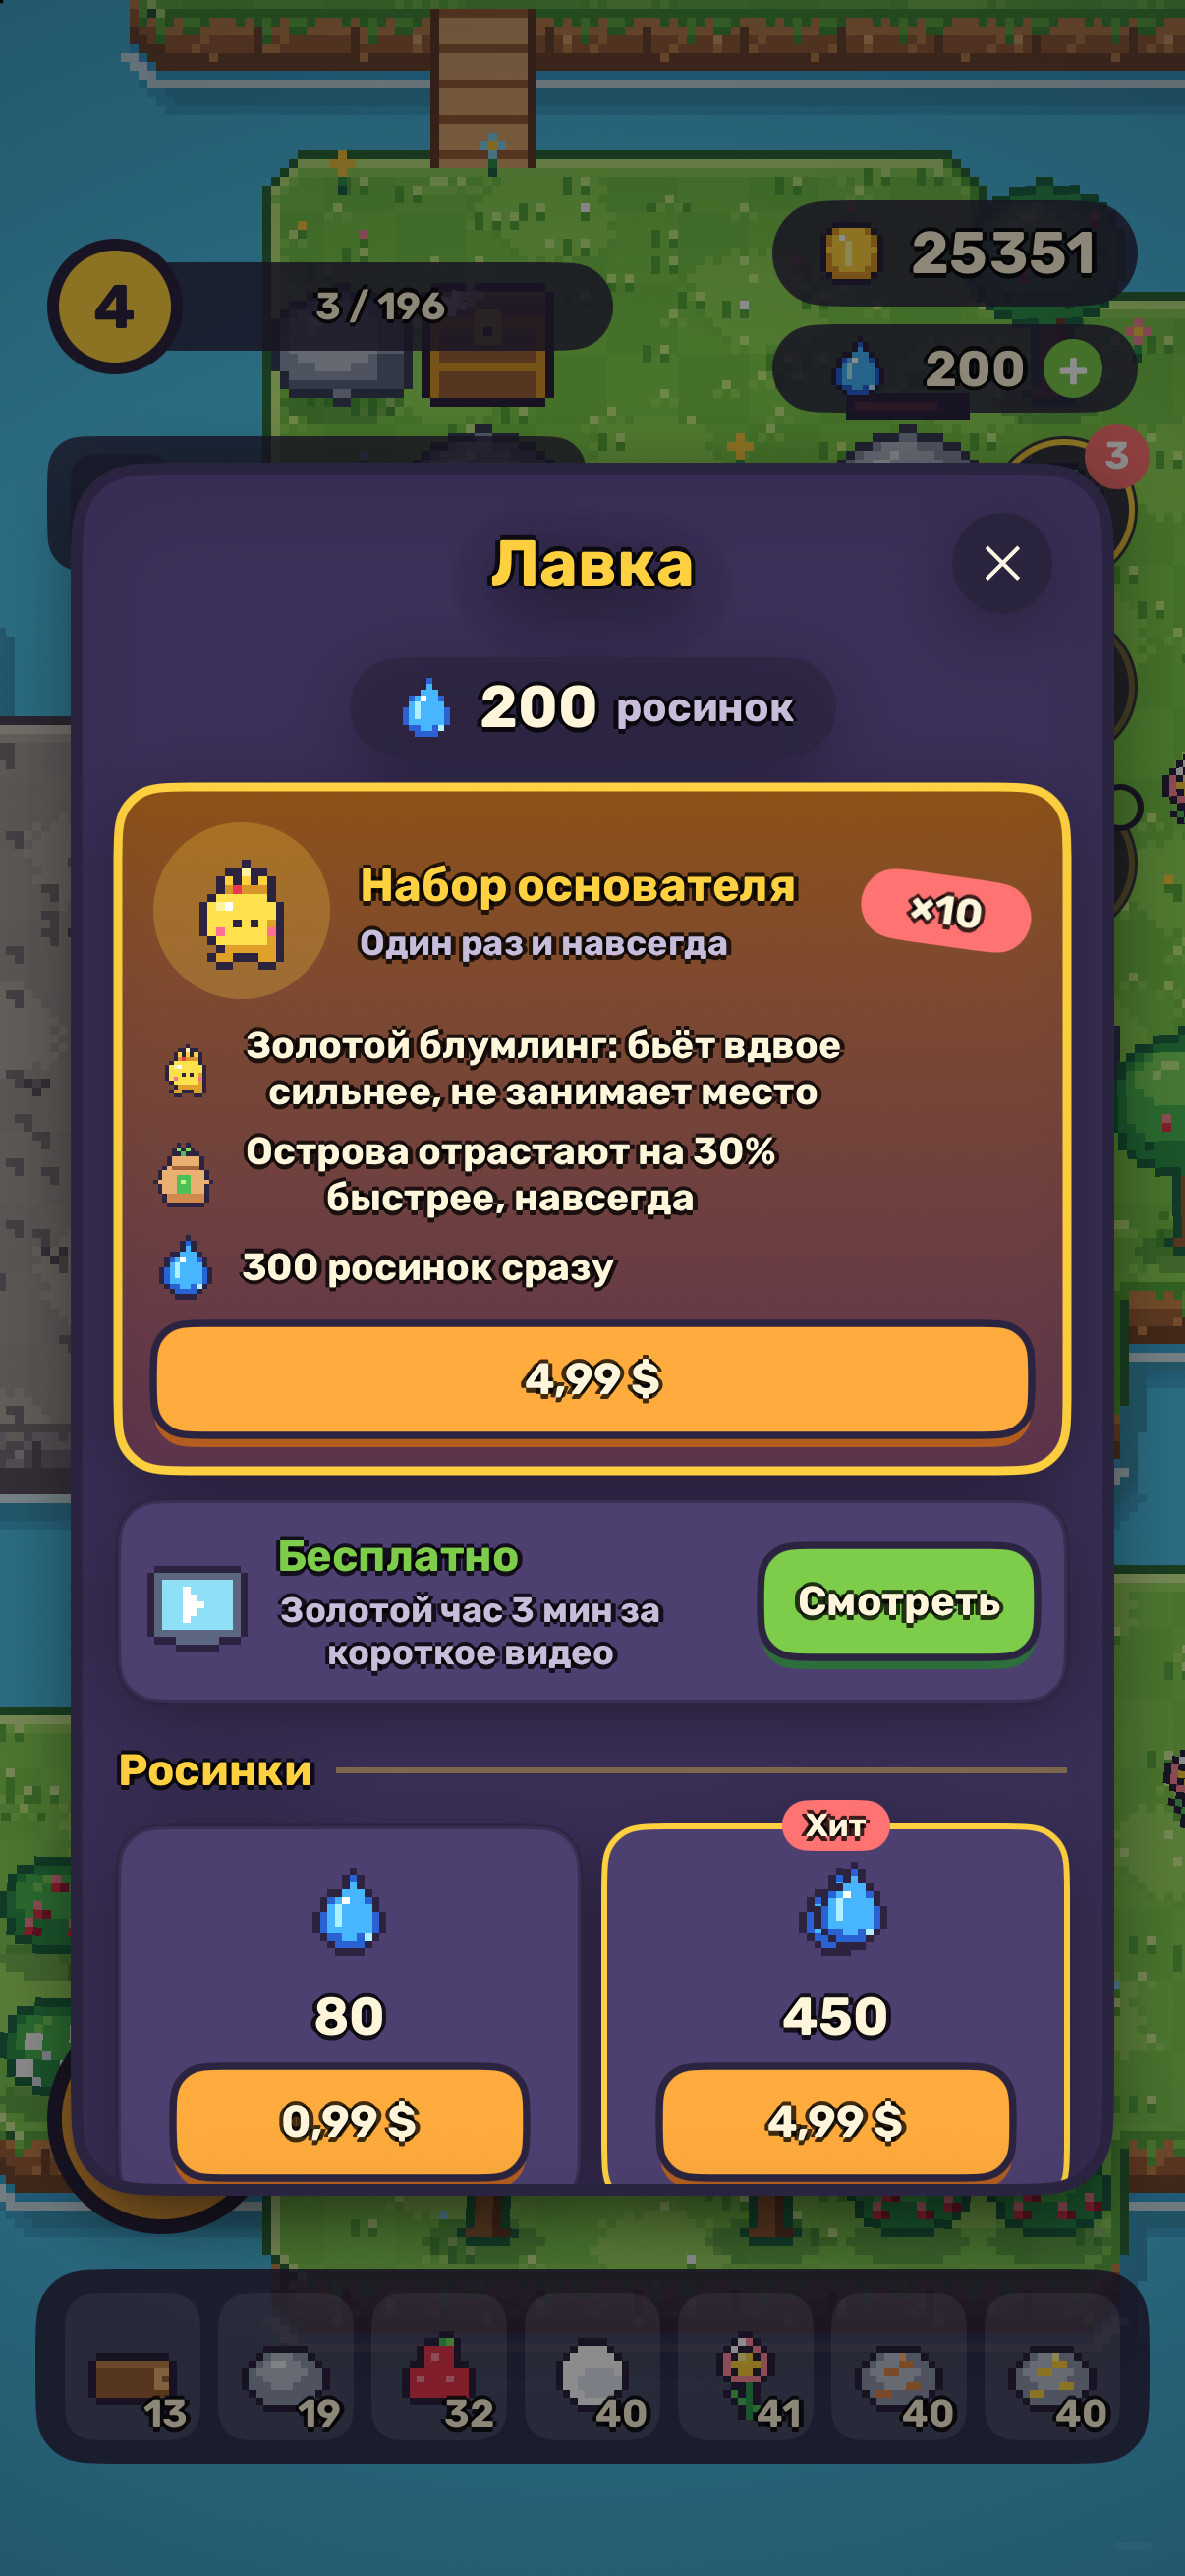 4
3 / 196
25351
200
+
3
Лавка
200 росинок
Набор основателя
Один раз и навсегда
×10
Золотой блумлинг: бьёт вдвое
сильнее, не занимает место
Острова отрастают на 30%
быстрее, навсегда
300 росинок сразу
4,99 $
Бесплатно
Золотой час 3 мин за
короткое видео
Смотреть
Росинки
Хит
80
450
0,99 $
4,99 $
13
19
32
40
41
40
40